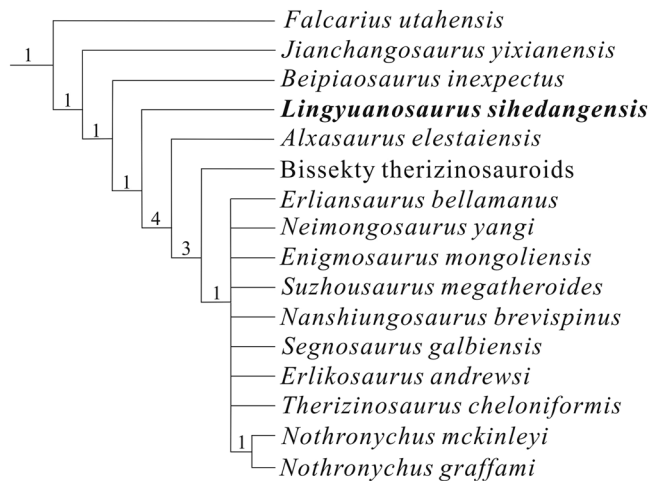 Falcarius utahensis
1
Jianchangosaurus yixianensis
Beipiaosaurus inexpectus
1
Lingyuanosaurus sihedangensis
1
Alxasaurus elestaiensis
Bissekty therizinosauroids
1
Erliansaurus bellamanus
4
Neimongosaurus yangi
3
Enigmosaurus mongoliensis
Suzhousaurus megatheroides
1
Nanshiungosaurus brevispinus
Segnosaurus galbiensis
Erlikosaurus andrewsi
Therizinosaurus cheloniformis
1
Nothronychus mckinleyi
Nothronychus graffami